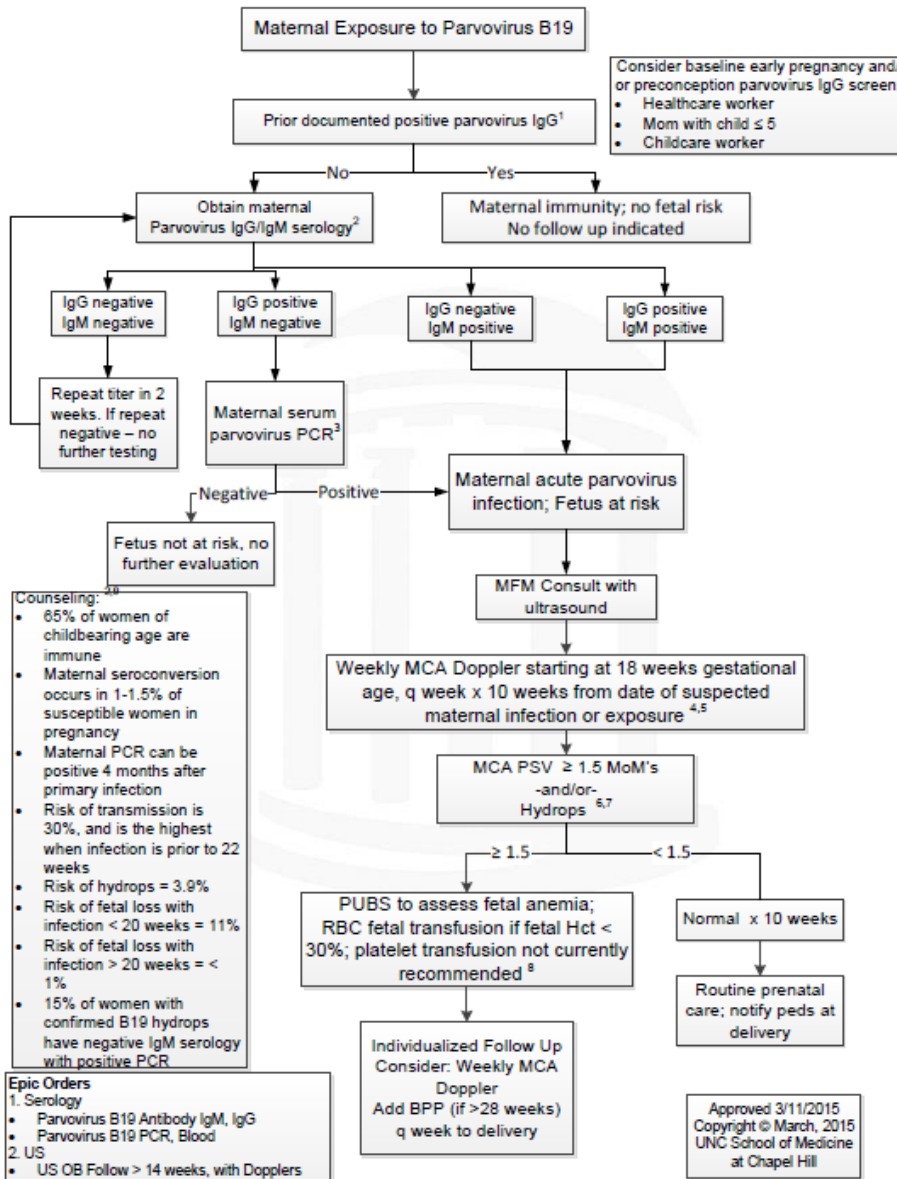 Maternal Exposure to Parvovirus B19
Consider baseline early pregnancy and/
or preconception parvovirus IgG screen
• Healthcare worker
• Mom with child ≤ 5
• Childcare worker
Prior documented positive parvovirus IgG1
No
Yes
Obtain maternal
Parvovirus IgG/IgM serology2
Maternal immunity; no fetal risk
No follow up indicated
IgG negative
IgM negative
IgG positive
IgM negative
IgG negative
IgM positive
IgG positive
IgM positive
Repeat titer in 2
weeks. If repeat
negative – no
further testing
Maternal serum
parvovirus PCR3
Negative
Positive
Maternal acute parvovirus
infection; Fetus at risk
Fetus not at risk, no
further evaluation
MFM Consult with
ultrasound
Counseling:
• 65% of women of
childbearing age are
immune
• Maternal seroconversion
occurs in 1-1.5% of
susceptible women in
pregnancy
• Maternal PCR can be
positive 4 months after
primary infection
• Risk of transmission is
30%, and is the highest
when infection is prior to 22
weeks
• Risk of hydrops = 3.9%
• Risk of fetal loss with
infection < 20 weeks = 11%
• Risk of fetal loss with
infection > 20 weeks = <
1%
• 15% of women with
confirmed B19 hydrops
have negative IgM serology
with positive PCR
Weekly MCA Doppler starting at 18 weeks gestational
age, q week x 10 weeks from date of suspected
maternal infection or exposure 4,5
MCA PSV ≥ 1.5 MoM's
-and/or-
Hydrops 6,7
≥ 1.5
< 1.5
PUBS to assess fetal anemia;
RBC fetal transfusion if fetal Hct <
30%; platelet transfusion not currently
recommended 8
Normal x 10 weeks
Routine prenatal
care; notify peds at
delivery
Individualized Follow Up
Consider: Weekly MCA
Doppler
Add BPP (if >28 weeks)
q week to delivery
Epic Orders
1. Serology
• Parvovirus B19 Antibody IgM, IgG
• Parvovirus B19 PCR, Blood
2. US
• US OB Follow > 14 weeks, with Dopplers
Approved 3/11/2015
Copyright © March, 2015
UNC School of Medicine
at Chapel Hill